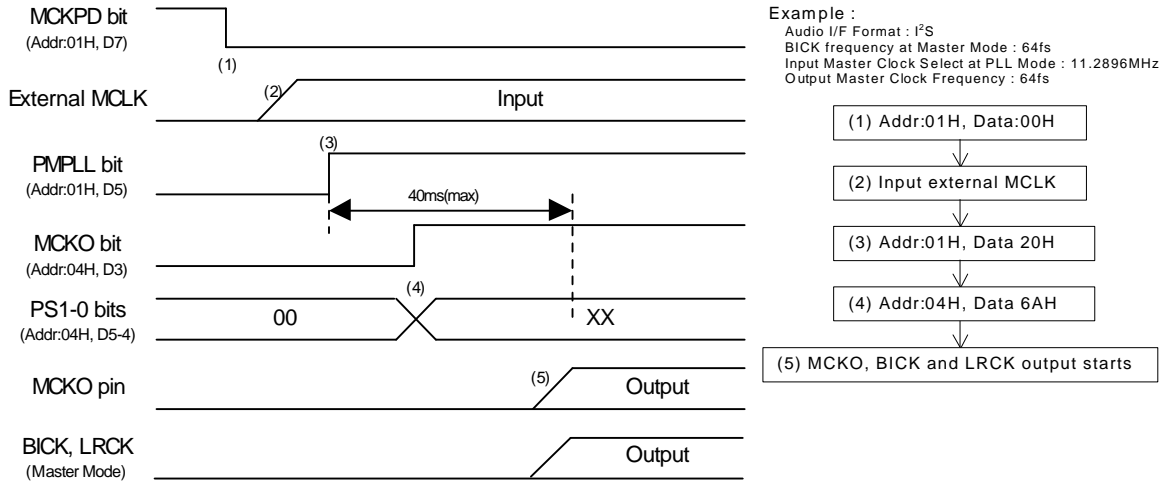 MCKPD bit
(Addr:01H, D7)
(1)
External MCLK
(2)
Input
(3)
PMPLL bit
(Addr:01H, D5)
40ms(max)
MCKO bit
(Addr:04H, D3)
(4)
PS1-0 bits
(Addr:04H, D5-4)
00
XX
MCKO pin
(5)
Output
BICK, LRCK
(Master Mode)
Output
Example :
Audio I/F Format : I²S
BICK frequency at Master Mode : 64fs
Input Master Clock Select at PLL Mode : 11.2896MHz
Output Master Clock Frequency : 64fs
(1) Addr:01H, Data:00H
(2) Input external MCLK
(3) Addr:01H, Data 20H
(4) Addr:04H, Data 6AH
(5) MCKO, BICK and LRCK output starts